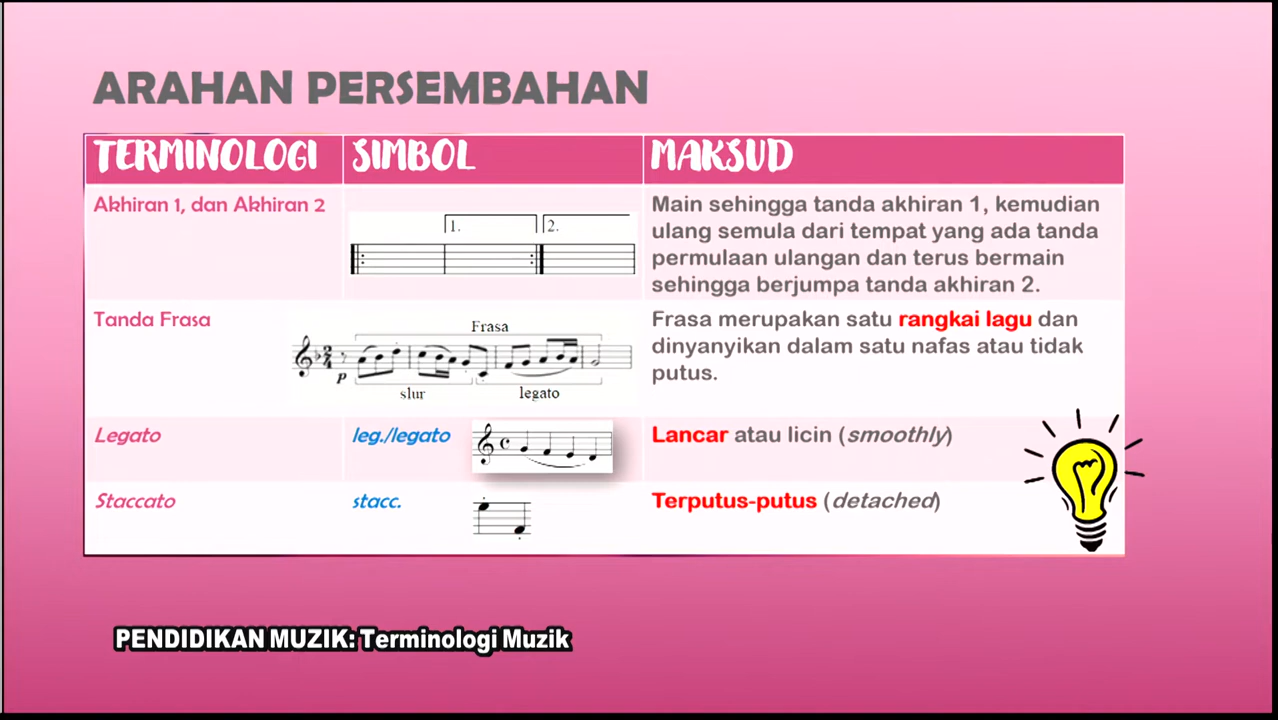 ARAHAN PERSEMBAHAN
TERMINOLOGI SIMBOL MAKSUD
Akhiran 1, dan Akhiran 2
1. 2.
Main sehingga tanda akhiran 1, kemudian
ulang semula dari tempat yang ada tanda
permulaan ulangan dan terus bermain
sehingga berjumpa tanda akhiran 2.
Tanda Frasa
Frasa
p
slur legato
Frasa merupakan satu rangkai lagu dan
dinyanyikan dalam satu nafas atau tidak
putus.
Legato
leg./legato
Lancar atau licin (smoothly)
Staccato
stacc.
Terputus-putus (detached)
PENDIDIKAN MUZIK: Terminologi Muzik